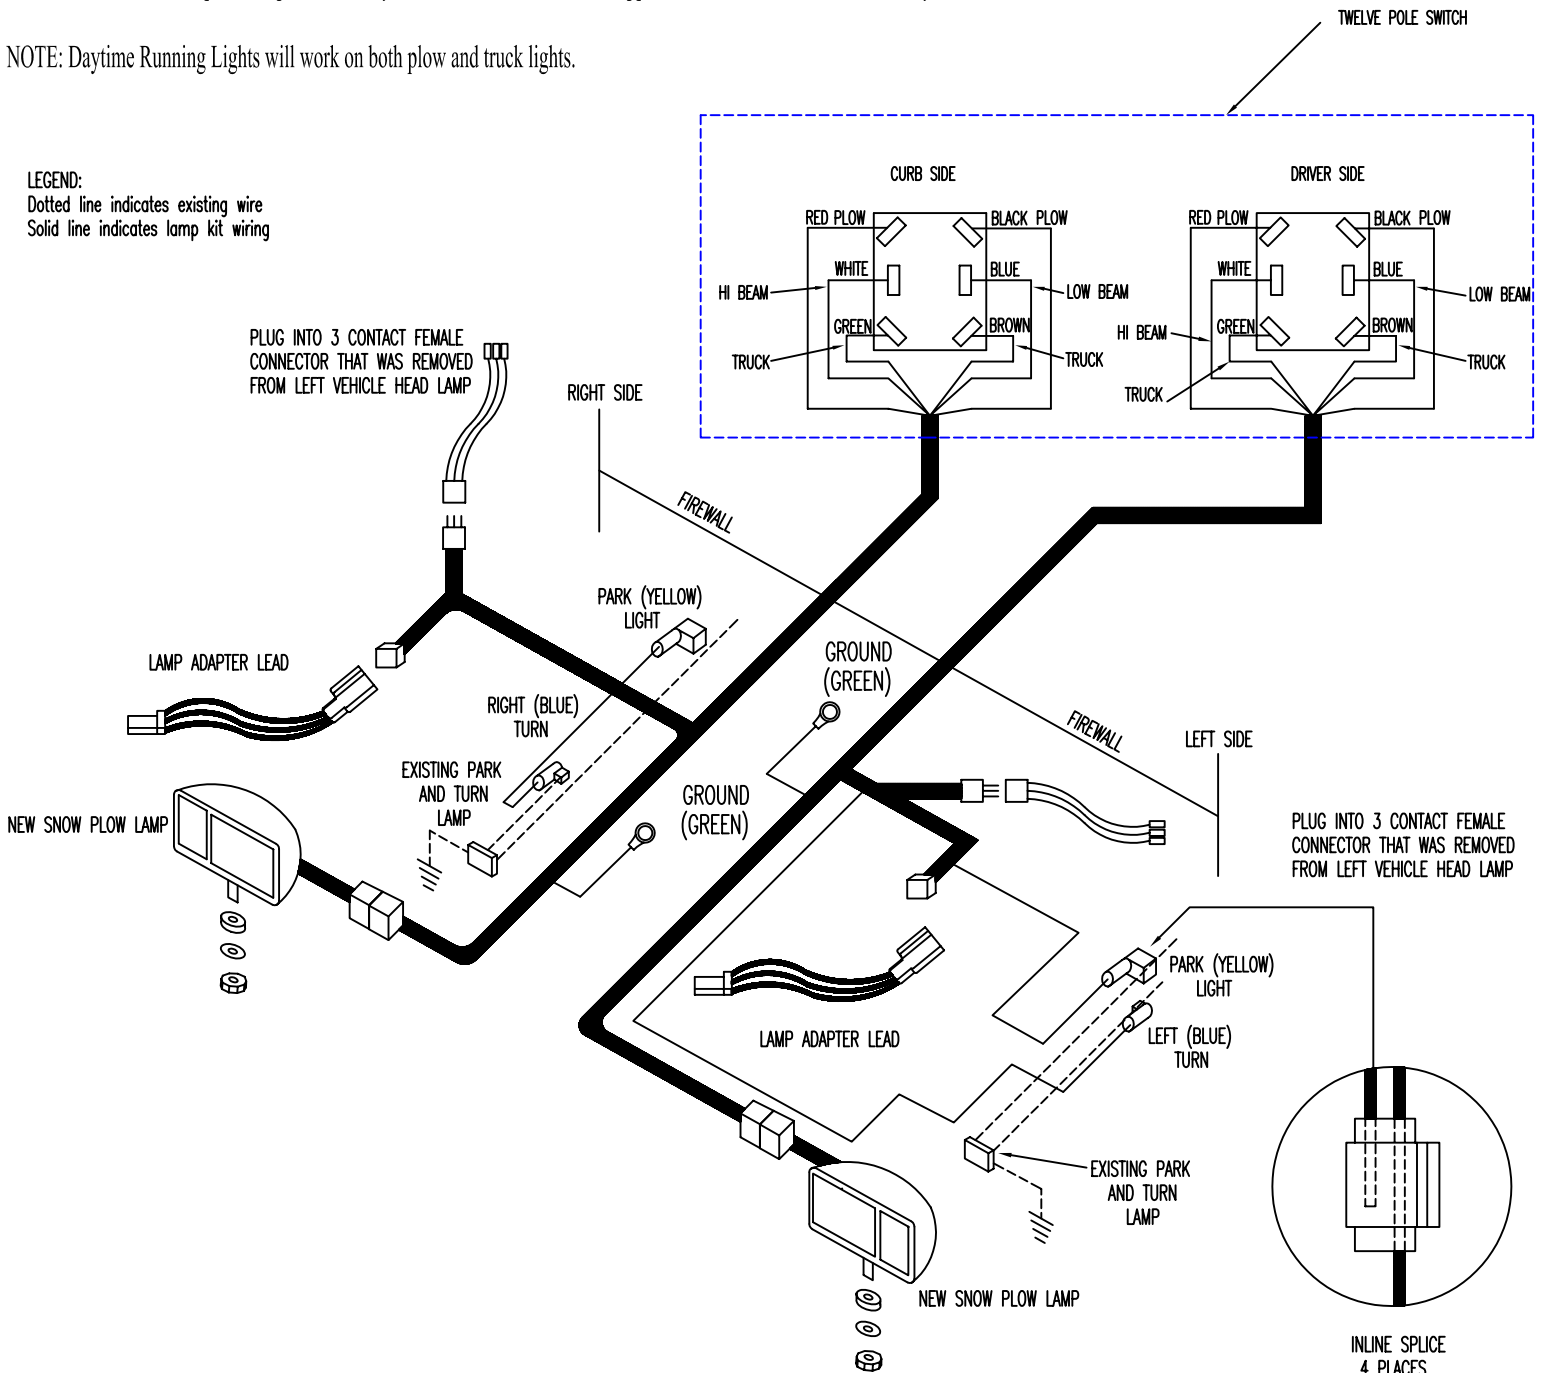 TWELVE POLE SWITCH
NOTE: Daytime Running Lights will work on both plow and truck lights.
LEGEND:
Dotted line indicates existing wire
Solid line indicates lamp kit wiring
CURB SIDE
DRIVER SIDE
RED PLOW
BLACK PLOW
RED PLOW
BLACK PLOW
WHITE
BLUE
WHITE
BLUE
HI BEAM
LOW BEAM
LOW BEAM
GREEN
BROWN
HI BEAM
GREEN
BROWN
TRUCK
TRUCK
TRUCK
TRUCK
PLUG INTO 3 CONTACT FEMALE
CONNECTOR THAT WAS REMOVED
FROM LEFT VEHICLE HEAD LAMP
RIGHT SIDE
FIREWALL
PARK (YELLOW)
LIGHT
LAMP ADAPTER LEAD
GROUND
(GREEN)
RIGHT (BLUE)
TURN
FIREWALL
LEFT SIDE
EXISTING PARK
AND TURN
LAMP
GROUND
(GREEN)
NEW SNOW PLOW LAMP
PLUG INTO 3 CONTACT FEMALE
CONNECTOR THAT WAS REMOVED
FROM LEFT VEHICLE HEAD LAMP
PARK (YELLOW)
LIGHT
LAMP ADAPTER LEAD
LEFT (BLUE)
TURN
EXISTING PARK
AND TURN
LAMP
NEW SNOW PLOW LAMP
INLINE SPLICE
4 PLACES